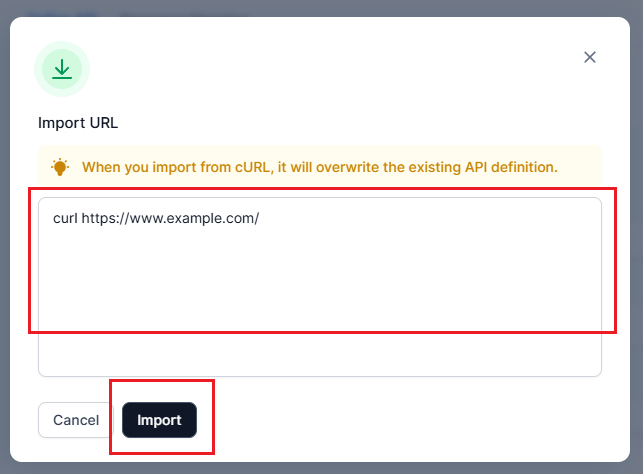 Import URL
When you import from cURL, it will overwrite the existing API definition.
curl https://www.example.com/
Cancel
Import